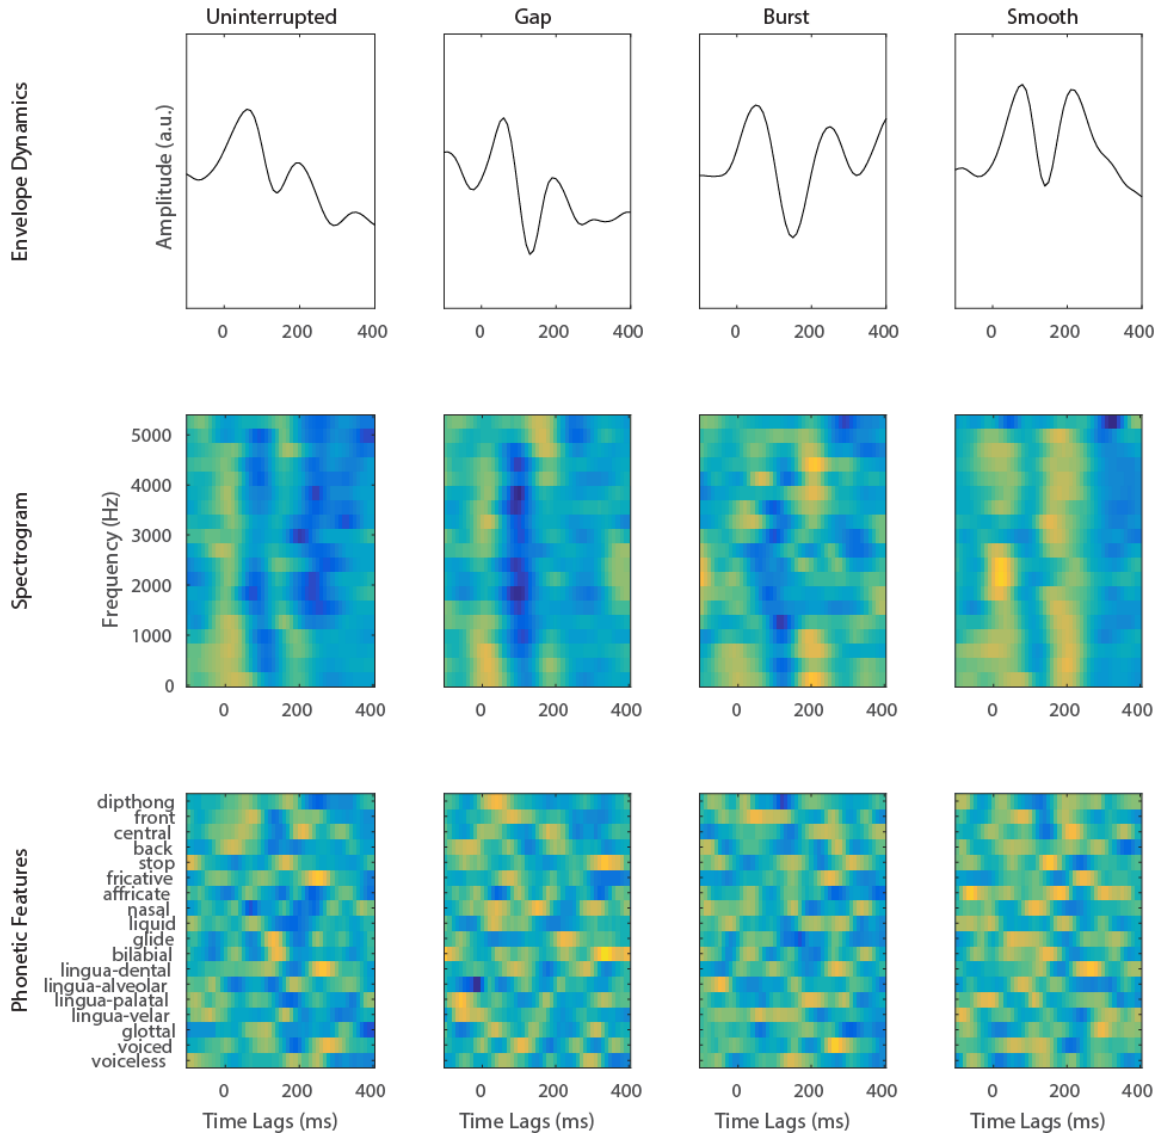 Uninterrupted Gap Burst Smooth
Envelope Dynamics
Amplitude (a.u.)
0 200 400 0 200 400 0 200 400 0 200 400
Spectrogram
Frequency (Hz)
5000
4000
3000
2000
1000
0
0 200 400 0 200 400 0 200 400 0 200 400
Phonetic Features
dipthong
front
central
back
stop
fricative
affricate
nasal
liquid
glide
bilabial
lingua-dental
lingua-alveolar
lingua-palatal
lingua-velar
glottal
voiced
voiceless
0 200 400 0 200 400 0 200 400 0 200 400
Time Lags (ms) Time Lags (ms) Time Lags (ms) Time Lags (ms)